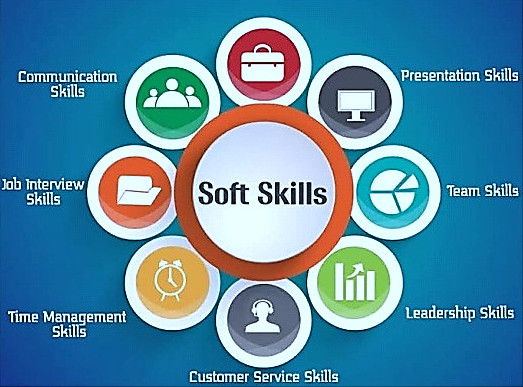 Communication
Skills
Presentation Skills
Job Interview
Skills
Soft Skills
Team Skills
Time Management
Skills
Leadership Skills
Customer Service Skills